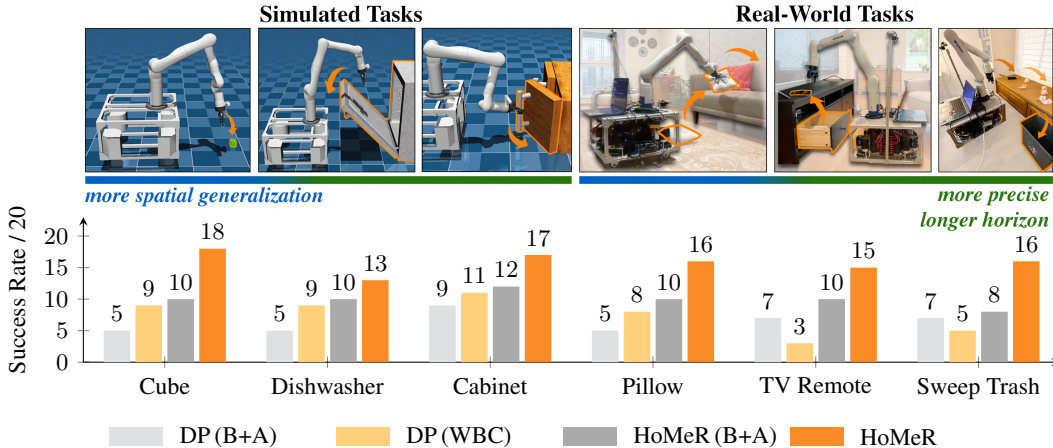 Simulated Tasks
Real-World Tasks
more spatial generalization
more precise
longer horizon
Success Rate / 20
20
15
10
5
0
5 9 10 18
5 9 10 13
9 11 12 17
5 8 10 16
7 3 10 15
7 5 8 16
Cube Dishwasher Cabinet Pillow TV Remote Sweep Trash
DP (B+A) DP (WBC) HoMeR (B+A) HoMeR